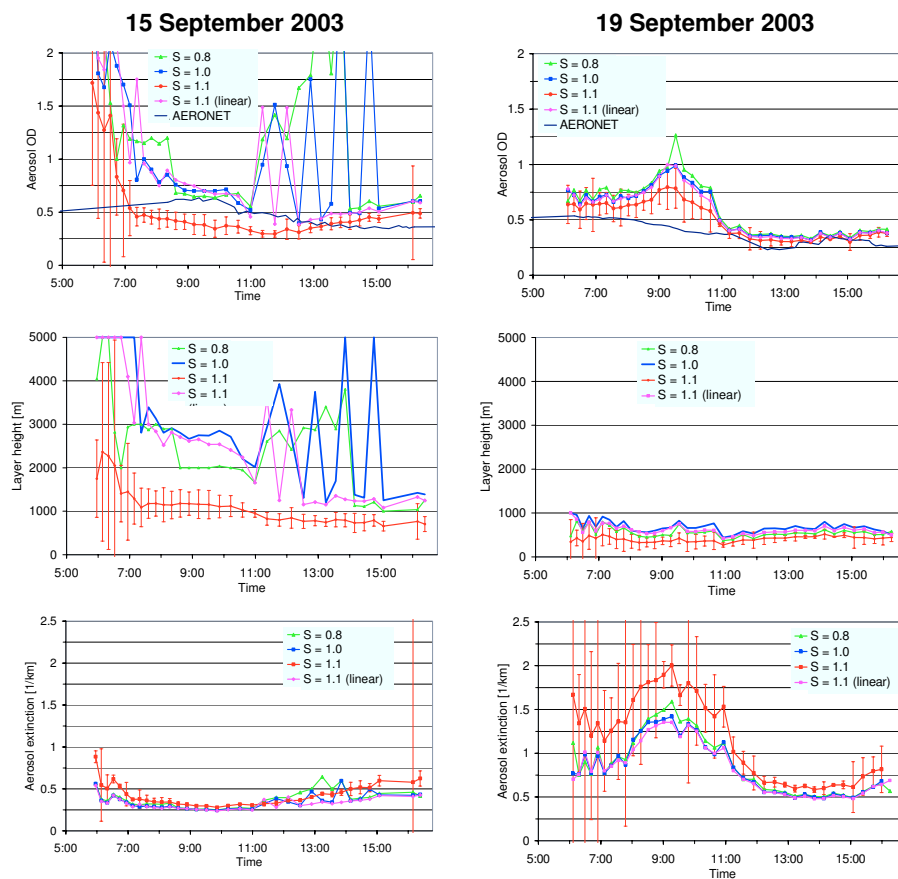 15 September 2003
19 September 2003
2
1.5
1
0.5
0
Aerosol OD
S = 0.8
S = 1.0
S = 1.1
S = 1.1 (linear)
AERONET
5:00 7:00 9:00 11:00 13:00 15:00
Time
2
1.5
1
0.5
0
Aerosol OD
S = 0.8
S = 1.0
S = 1.1
S = 1.1 (linear)
AERONET
5:00 7:00 9:00 11:00 13:00 15:00
Time
5000
4000
3000
2000
1000
0
Layer height [m]
S = 0.8
S = 1.0
S = 1.1
S = 1.1
5:00 7:00 9:00 11:00 13:00 15:00
Time
5000
4000
3000
2000
1000
0
Layer height [m]
S = 0.8
S = 1.0
S = 1.1
S = 1.1 (linear)
5:00 7:00 9:00 11:00 13:00 15:00
Time
2.5
2
1.5
1
0.5
0
Aerosol extinction [1/km]
S = 0.8
S = 1.0
S = 1.1
S = 1.1 (linear)
5:00 7:00 9:00 11:00 13:00 15:00
Time
2.5
2
1.5
1
0.5
0
Aerosol extinction [1/km]
S = 0.8
S = 1.0
S = 1.1
S = 1.1 (linear)
5:00 7:00 9:00 11:00 13:00 15:00
Time